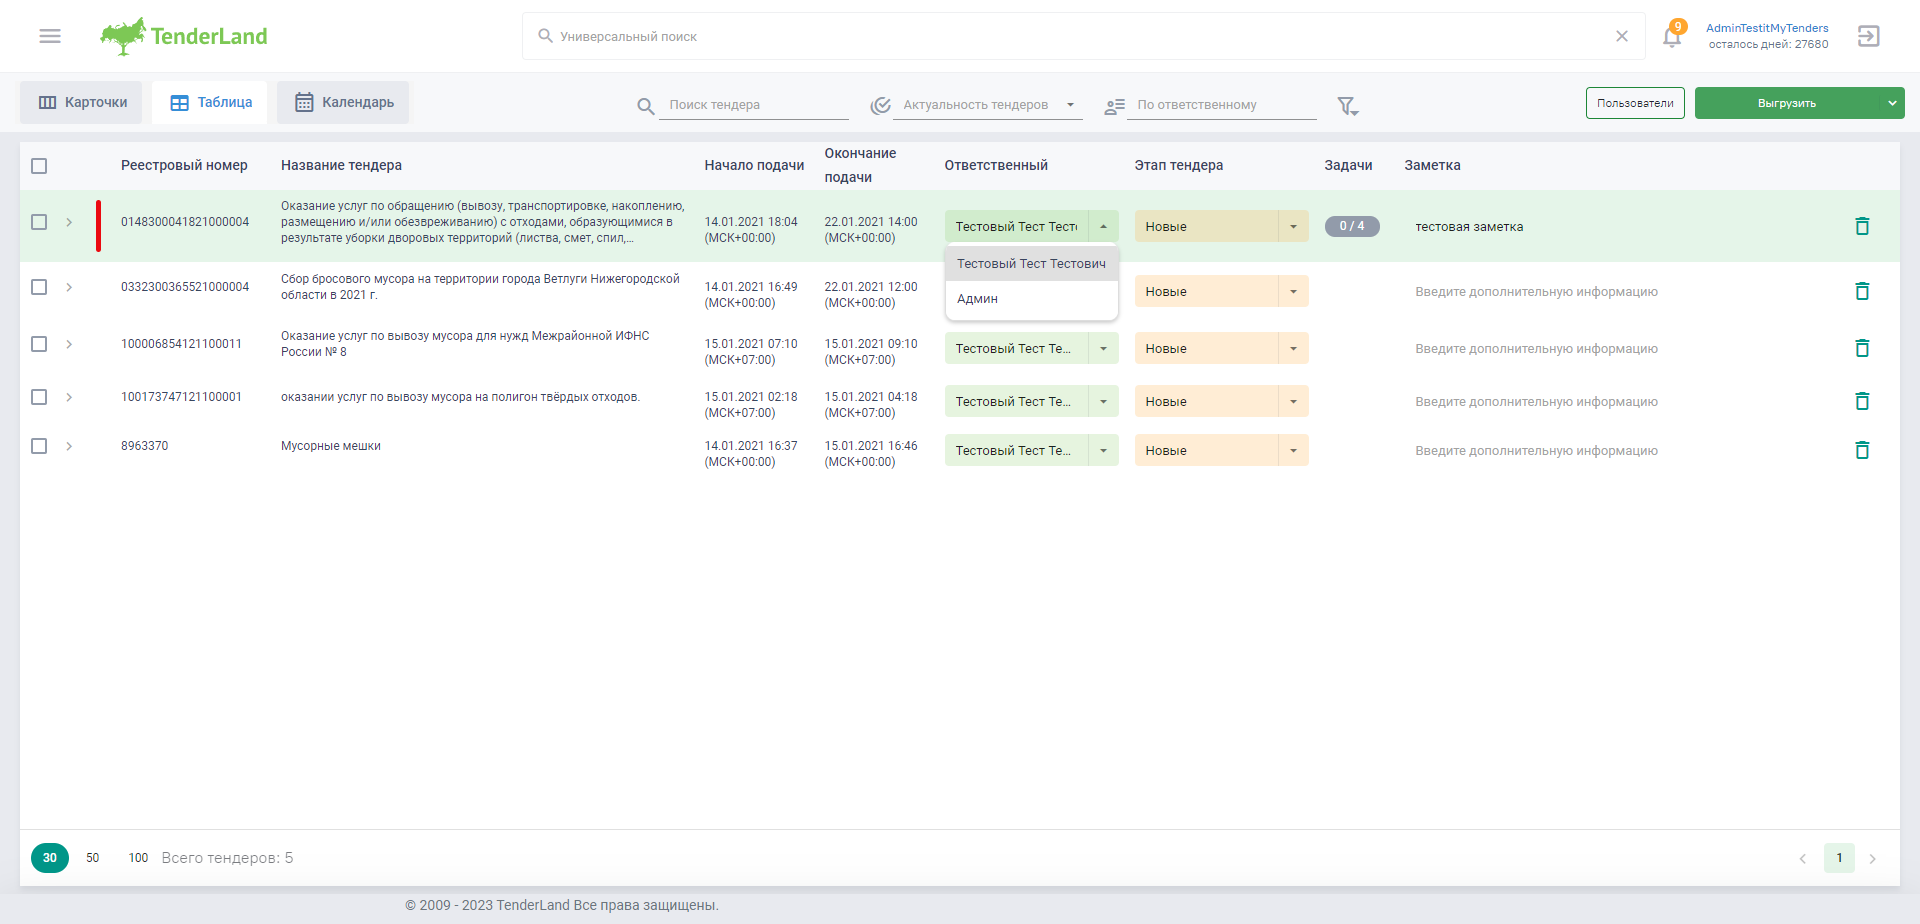 TenderLand
Универсальный поиск
9
AdminTestitMyTenders
осталось дней: 27680
Карточки
Таблица
Календарь
Поиск тендера
Актуальность тендеров
По ответственному
Пользователи
Выгрузить
Реестровый номер
Название тендера
Начало подачи
Окончание
подачи
Ответственный
Этап тендера
Задачи
Заметка
0148300041821000004
Оказание услуг по обращению (вывозу, транспортировке, накоплению,
размещению и/или обезвреживанию) с отходами, образующимися в
результате уборки дворовых территорий (листва, смет, спил,...
14.01.2021 18:04
(МСК+00:00)
22.01.2021 14:00
(МСК+00:00)
Тестовый Тест Тесто
Новые
0 / 4
тестовая заметка
Тестовый Тест Тестович
Админ
0332300365521000004
Сбор бросового мусора на территории города Ветлуги Нижегородской
области в 2021 г.
14.01.2021 16:49
(МСК+00:00)
22.01.2021 12:00
(МСК+00:00)
Новые
Введите дополнительную информацию
100006854121100011
Оказание услуг по вывозу мусора для нужд Межрайонной ИФНС
России № 8
15.01.2021 07:10
(МСК+07:00)
15.01.2021 09:10
(МСК+07:00)
Тестовый Тест Те...
Новые
Введите дополнительную информацию
100173747121100001
оказании услуг по вывозу мусора на полигон твёрдых отходов.
15.01.2021 02:18
(МСК+07:00)
15.01.2021 04:18
(МСК+07:00)
Тестовый Тест Те...
Новые
Введите дополнительную информацию
8963370
Мусорные мешки
14.01.2021 16:37
(МСК+00:00)
15.01.2021 16:46
(МСК+00:00)
Тестовый Тест Те...
Новые
Введите дополнительную информацию
30
50
100
Всего тендеров: 5
1
© 2009 - 2023 TenderLand Все права защищены.